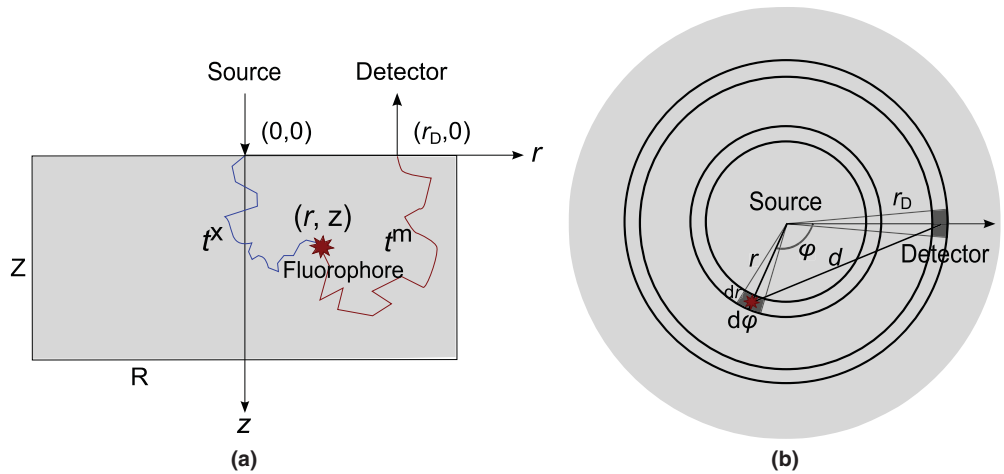 Source
Detector
(0,0)
(r_D,0)
r
(r, z)
t^x
t^m
Fluorophore
Z
R
z
(a)
Source
r_D
φ
d
Detector
r
dr
dφ
(b)